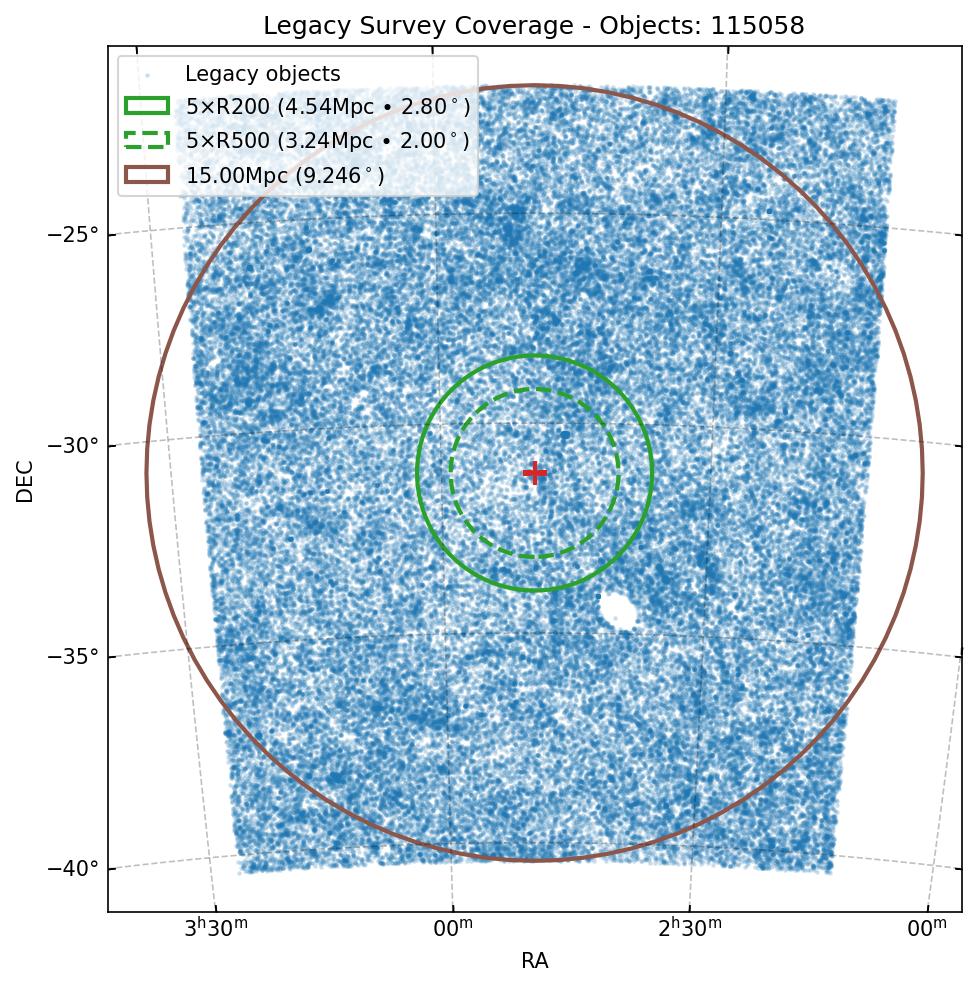 Legacy Survey Coverage - Objects: 115058
Legacy objects
5×R200 (4.54Mpc • 2.80°)
5×R500 (3.24Mpc • 2.00°)
15.00Mpc (9.246°)
−25°
−30°
−35°
−40°
DEC
3ʰ30ᵐ 00ᵐ 2ʰ30ᵐ 00ᵐ
RA